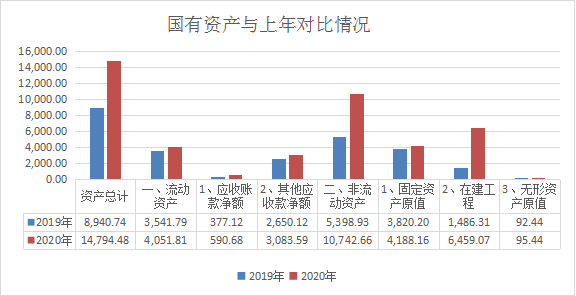 国有资产与上年对比情况
16,000.00
14,000.00
12,000.00
10,000.00
8,000.00
6,000.00
4,000.00
2,000.00
0.00
资产总计 一、流动资产 1、应收账款净额 2、其他应收款净额 二、非流动资产 1、固定资产原值 2、在建工程 3、无形资产原值
2019年 8,940.74 3,541.79 377.12 2,650.12 5,398.93 3,820.20 1,486.31 92.44
2020年 14,794.48 4,051.81 590.68 3,083.59 10,742.66 4,188.16 6,459.07 95.44
2019年 2020年